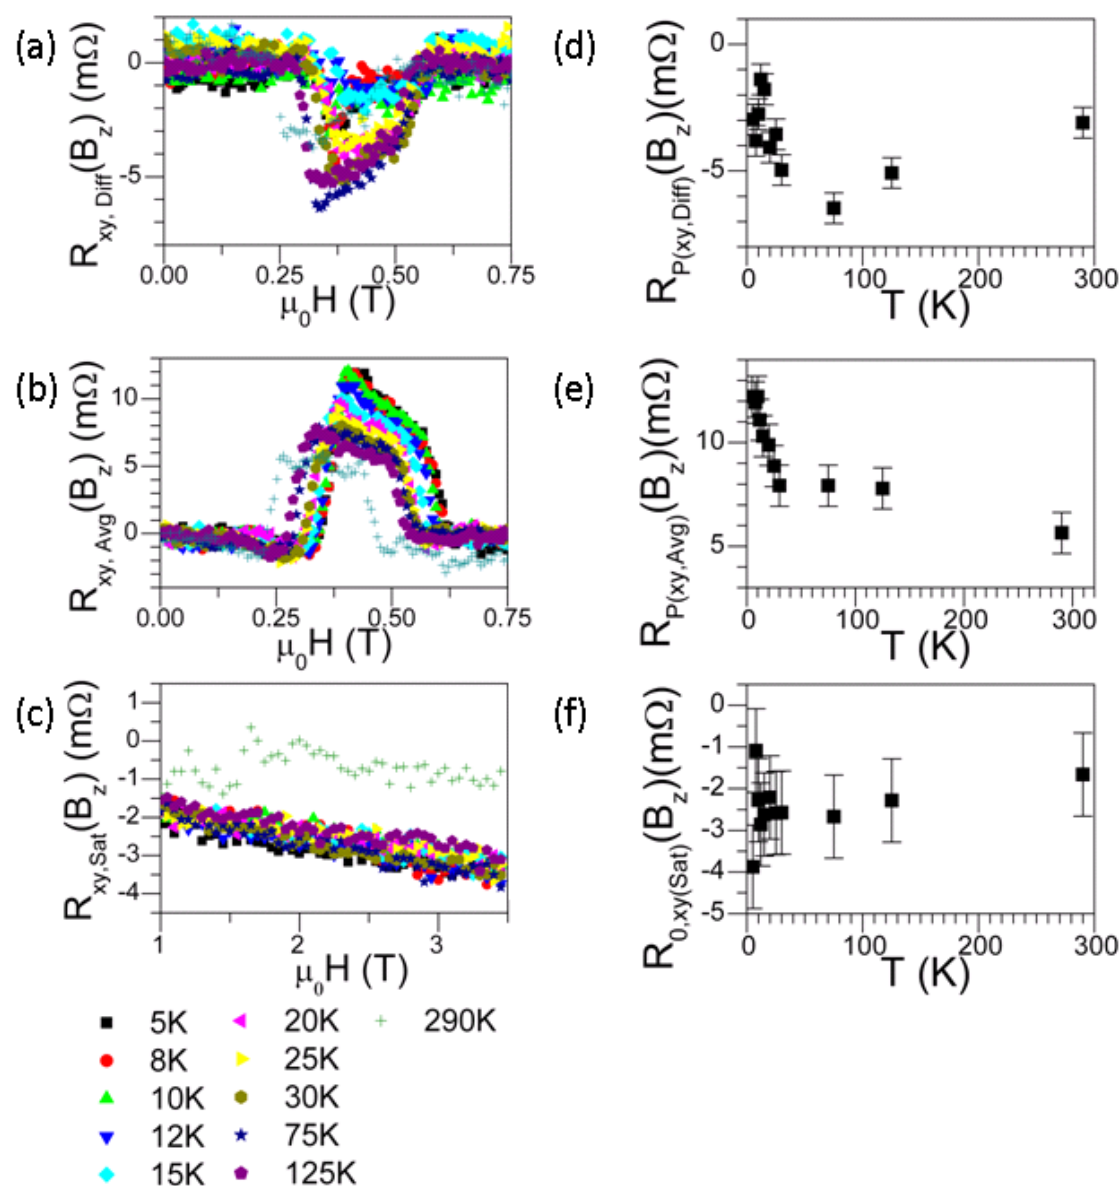 (a)
R_xy, Diff(B_z) (mΩ)
0
-5
0.00 0.25 0.50 0.75
μ_0H (T)
(d)
R_P(xy,Diff)(B_z)(mΩ)
0
-5
0 100 200 300
T (K)
(b)
R_xy, Avg(B_z) (mΩ)
10
5
0
0.00 0.25 0.50 0.75
μ_0H (T)
(e)
R_P(xy,Avg)(B_z)(mΩ)
10
5
0 100 200 300
T (K)
(c)
R_xy,Sat(B_z) (mΩ)
1
0
-1
-2
-3
-4
1 2 3
μ_0H (T)
(f)
R_0,xy(Sat)(B_z)(mΩ)
0
-1
-2
-3
-4
-5
0 100 200 300
T (K)
5K 20K 290K
8K 25K
10K 30K
12K 75K
15K 125K